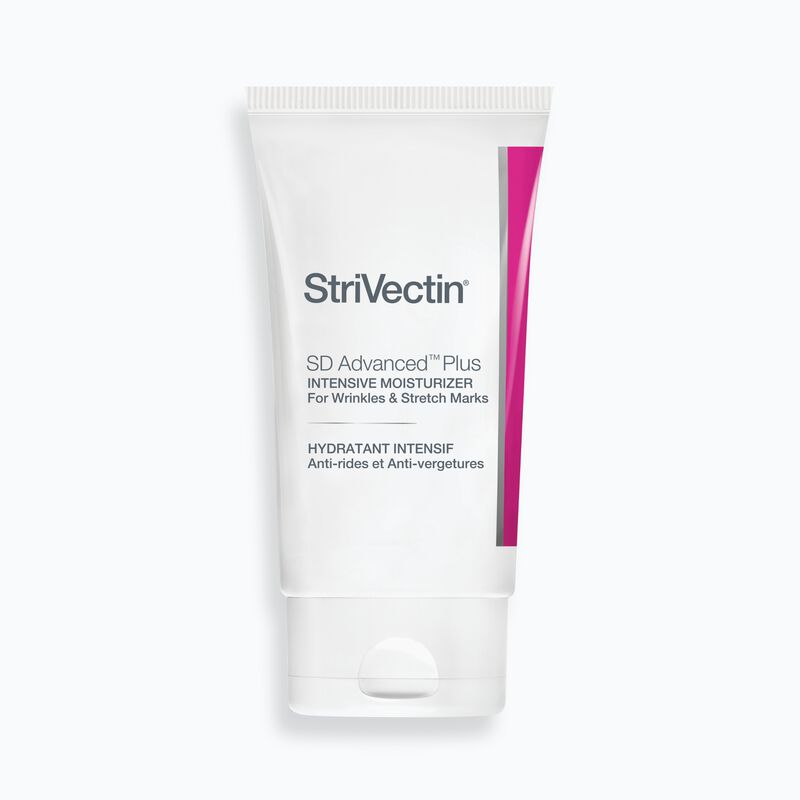 StriVectin®
SD Advanced™ Plus
INTENSIVE MOISTURIZER
For Wrinkles & Stretch Marks
HYDRATANT INTENSIF
Anti-rides et Anti-vergetures